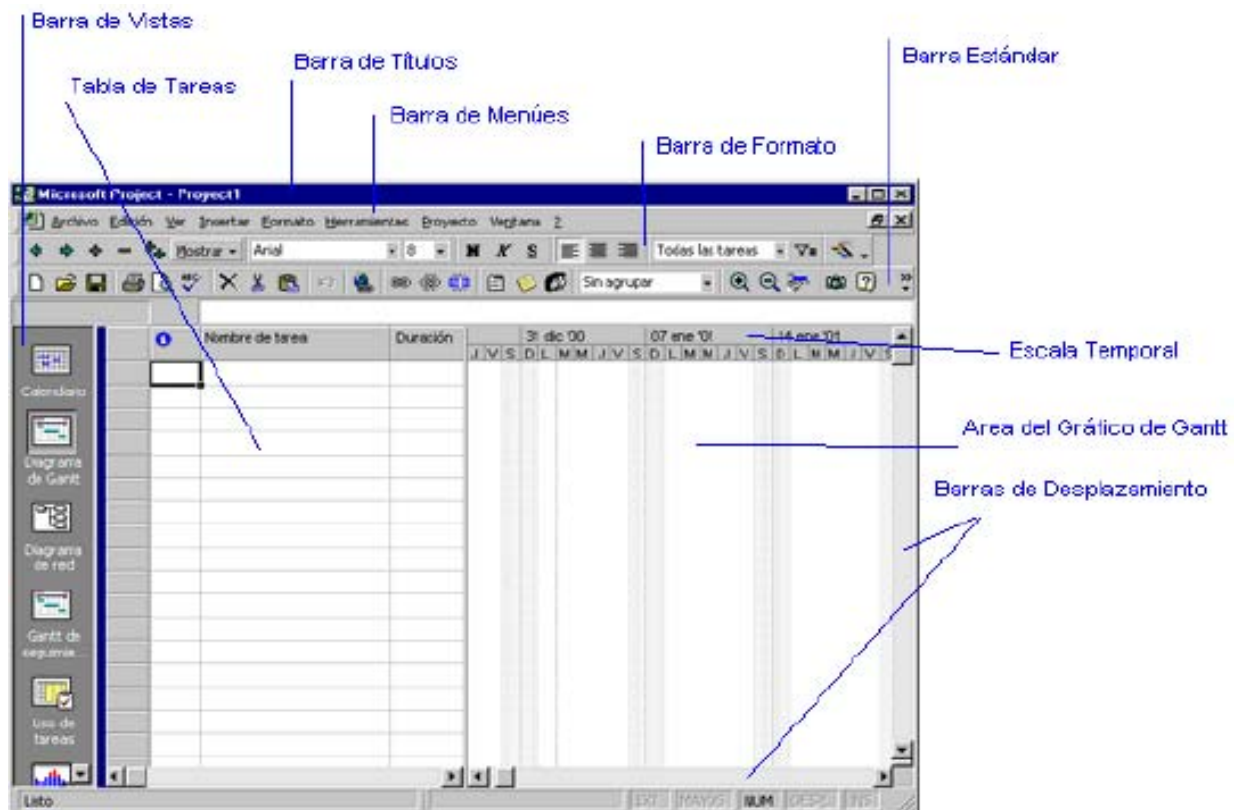 Barra de Vistas
Barra de Títulos
Barra Estándar
Tabla de Tareas
Barra de Menúes
Barra de Formato
Microsoft Project - Proyect1
Archivo Edición Ver Insertar Formato Herramientas Proyecto Ventana ?
Mostrar Arial 8 N K S Todas las tareas
Sin agrupar
Nombre de tarea Duración 31 dic '00 07 ene '01 14 ene '01
J V S D L M M J V S D L M M J V S D L M M J V S
Escala Temporal
Calendario
Area del Gráfico de Gantt
Diagrama
de Gantt
Barras de Desplazamiento
Diagrama
de red
Gantt de
seguimie...
Uso de
tareas
Listo EXT MAYÚS NUM DESPL INS